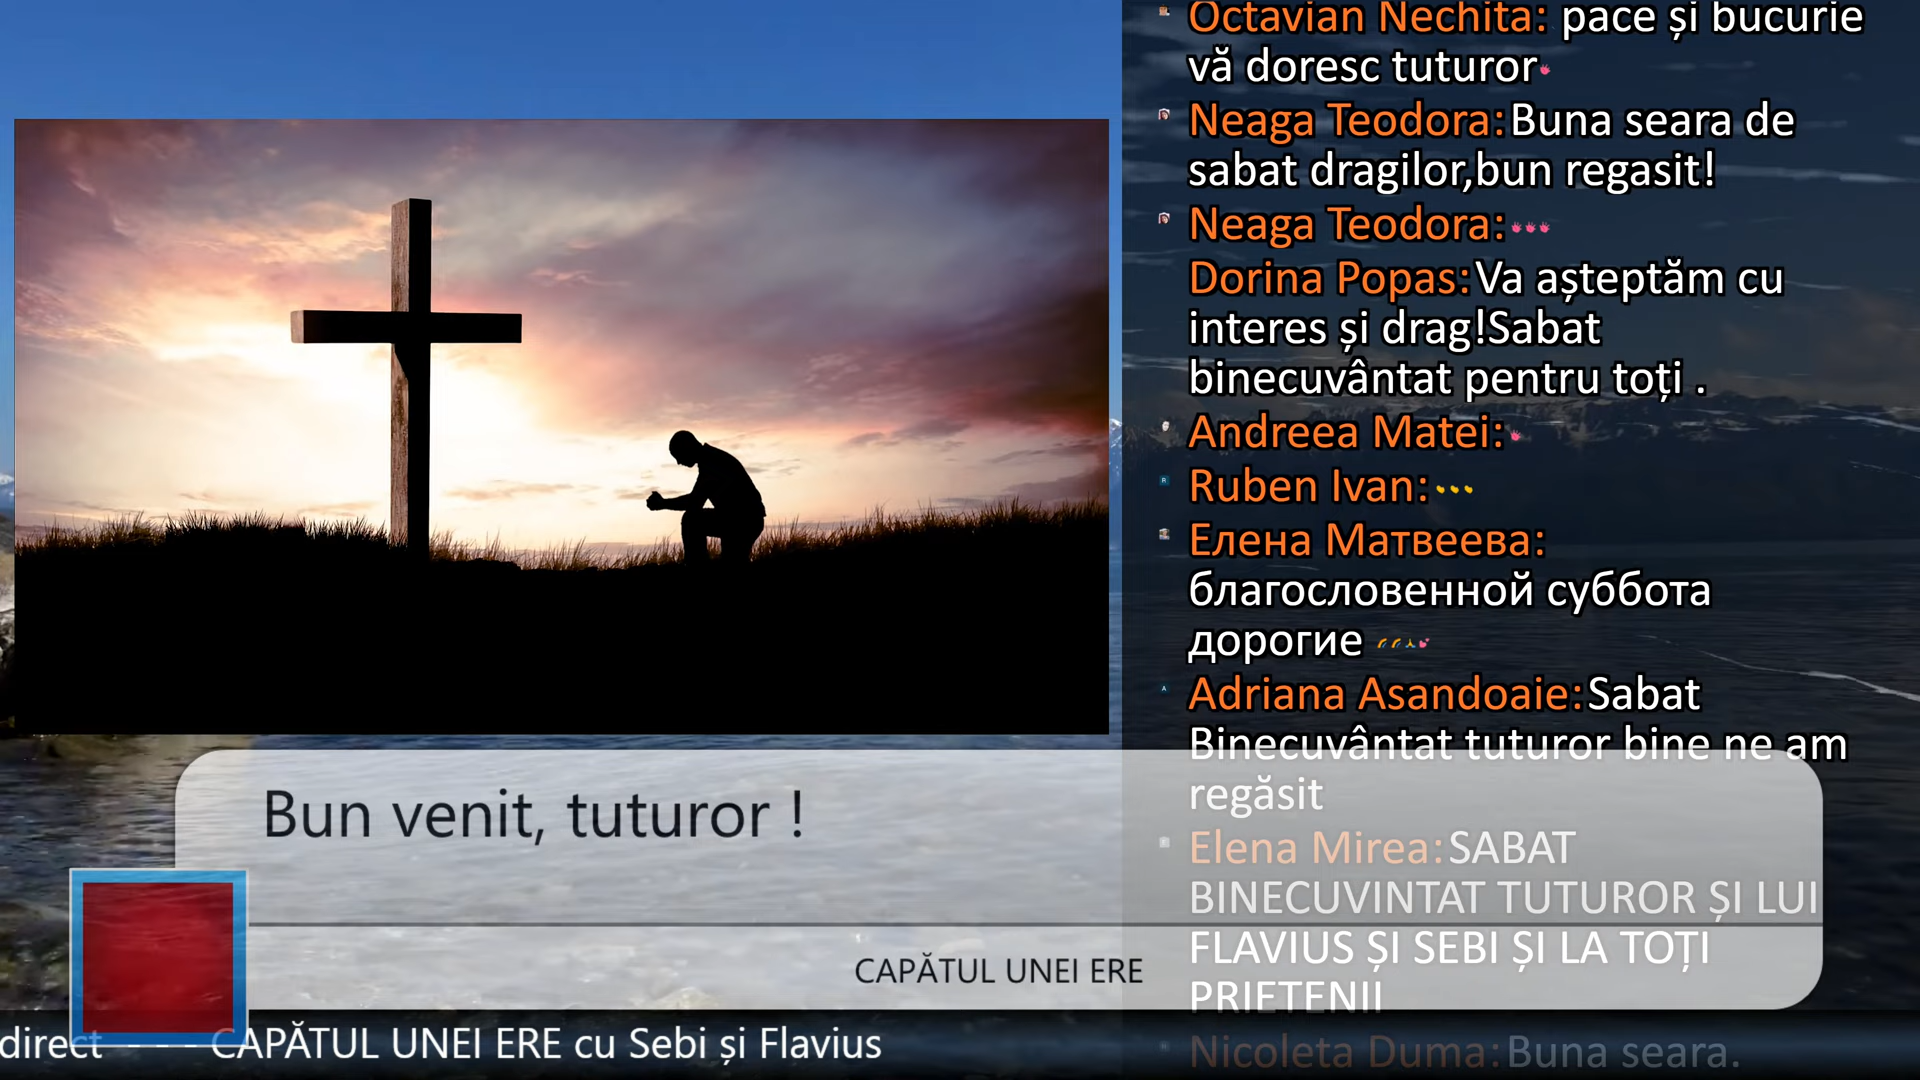 Octavian Nechita: pace și bucurie
vă doresc tuturor
Neaga Teodora: Buna seara de
sabat dragilor,bun regasit!
Neaga Teodora:
Dorina Popas: Va așteptăm cu
interes și drag!Sabat
binecuvântat pentru toți .
Andreea Matei:
Ruben Ivan:
Елена Матвеева:
благословенной суббота
дорогие
Adriana Asandoaie: Sabat
Binecuvântat tuturor bine ne am
regăsit
Elena Mirea: SABAT
BINECUVINTAT TUTUROR ȘI LUI
FLAVIUS ȘI SEBI ȘI LA TOȚI
PRIETENII
Nicoleta Duma: Buna seara.
Bun venit, tuturor !
CAPĂTUL UNEI ERE
direct - - - CAPĂTUL UNEI ERE cu Sebi și Flavius